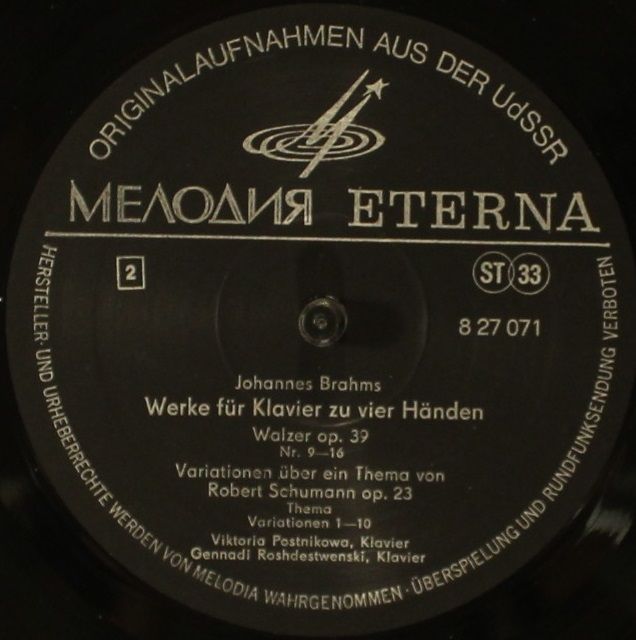 ORIGINALAUFNAHMEN AUS DER UdSSR
МЕЛОДИЯ ETERNA
2
ST 33
8 27 071
Johannes Brahms
Werke für Klavier zu vier Händen
Walzer op. 39
Nr. 9—16
Variationen über ein Thema von
Robert Schumann op. 23
Thema
Variationen 1—10
Viktoria Postnikowa, Klavier
Gennadi Roshdestwenski, Klavier
HERSTELLER- UND URHEBERRECHTE WERDEN VON MELODIA WAHRGENOMMEN · ÜBERSPIELUNG UND RUNDFUNKSENDUNG VERBOTEN